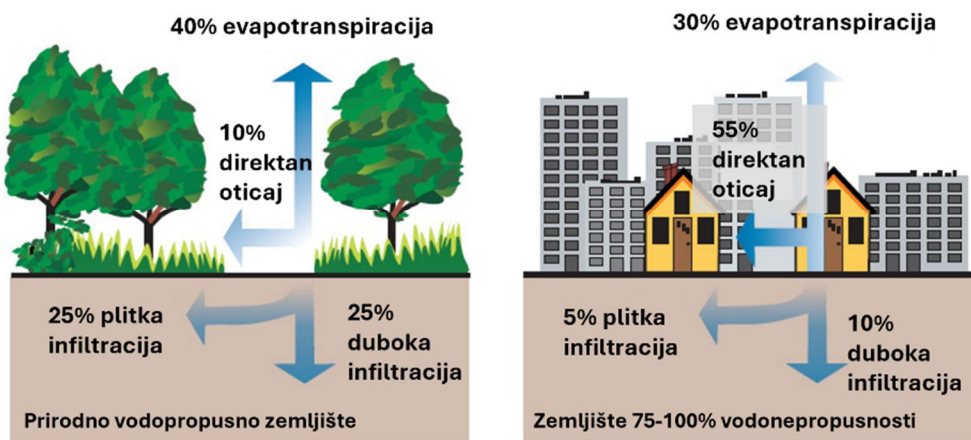 40% evapotranspiracija
10%
direktan
oticaj
25% plitka
infiltracija
25%
duboka
infiltracija
Prirodno vodopropusno zemljište
30% evapotranspiracija
55%
direktan
oticaj
5% plitka
infiltracija
10%
duboka
infiltracija
Zemljište 75-100% vodonepropusnosti